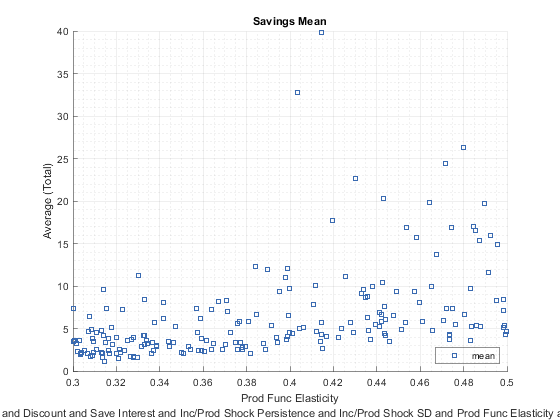 Savings Mean
40
35
30
25
20
15
10
5
0
Average (Total)
0.3 0.32 0.34 0.36 0.38 0.4 0.42 0.44 0.46 0.48 0.5
mean
Prod Func Elasticity
and Discount and Save Interest and Inc/Prod Shock Persistence and Inc/Prod Shock SD and Prod Func Elasticity a